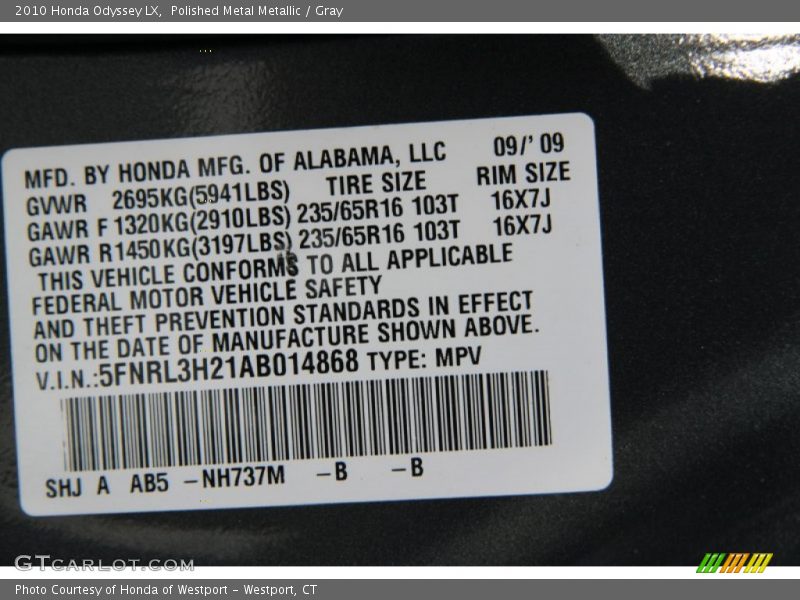 2010 Honda Odyssey LX, Polished Metal Metallic / Gray
MFD. BY HONDA MFG. OF ALABAMA, LLC 09/'09
GVWR 2695KG(5941LBS) TIRE SIZE RIM SIZE
GAWR F 1320KG(2910LBS) 235/65R16 103T 16X7J
GAWR R1450KG(3197LBS) 235/65R16 103T 16X7J
THIS VEHICLE CONFORMS TO ALL APPLICABLE
FEDERAL MOTOR VEHICLE SAFETY
AND THEFT PREVENTION STANDARDS IN EFFECT
ON THE DATE OF MANUFACTURE SHOWN ABOVE.
V.I.N.:5FNRL3H21AB014868 TYPE: MPV
SHJ A AB5 -NH737M -B -B
GTCARLOT.COM
Photo Courtesy of Honda of Westport - Westport, CT